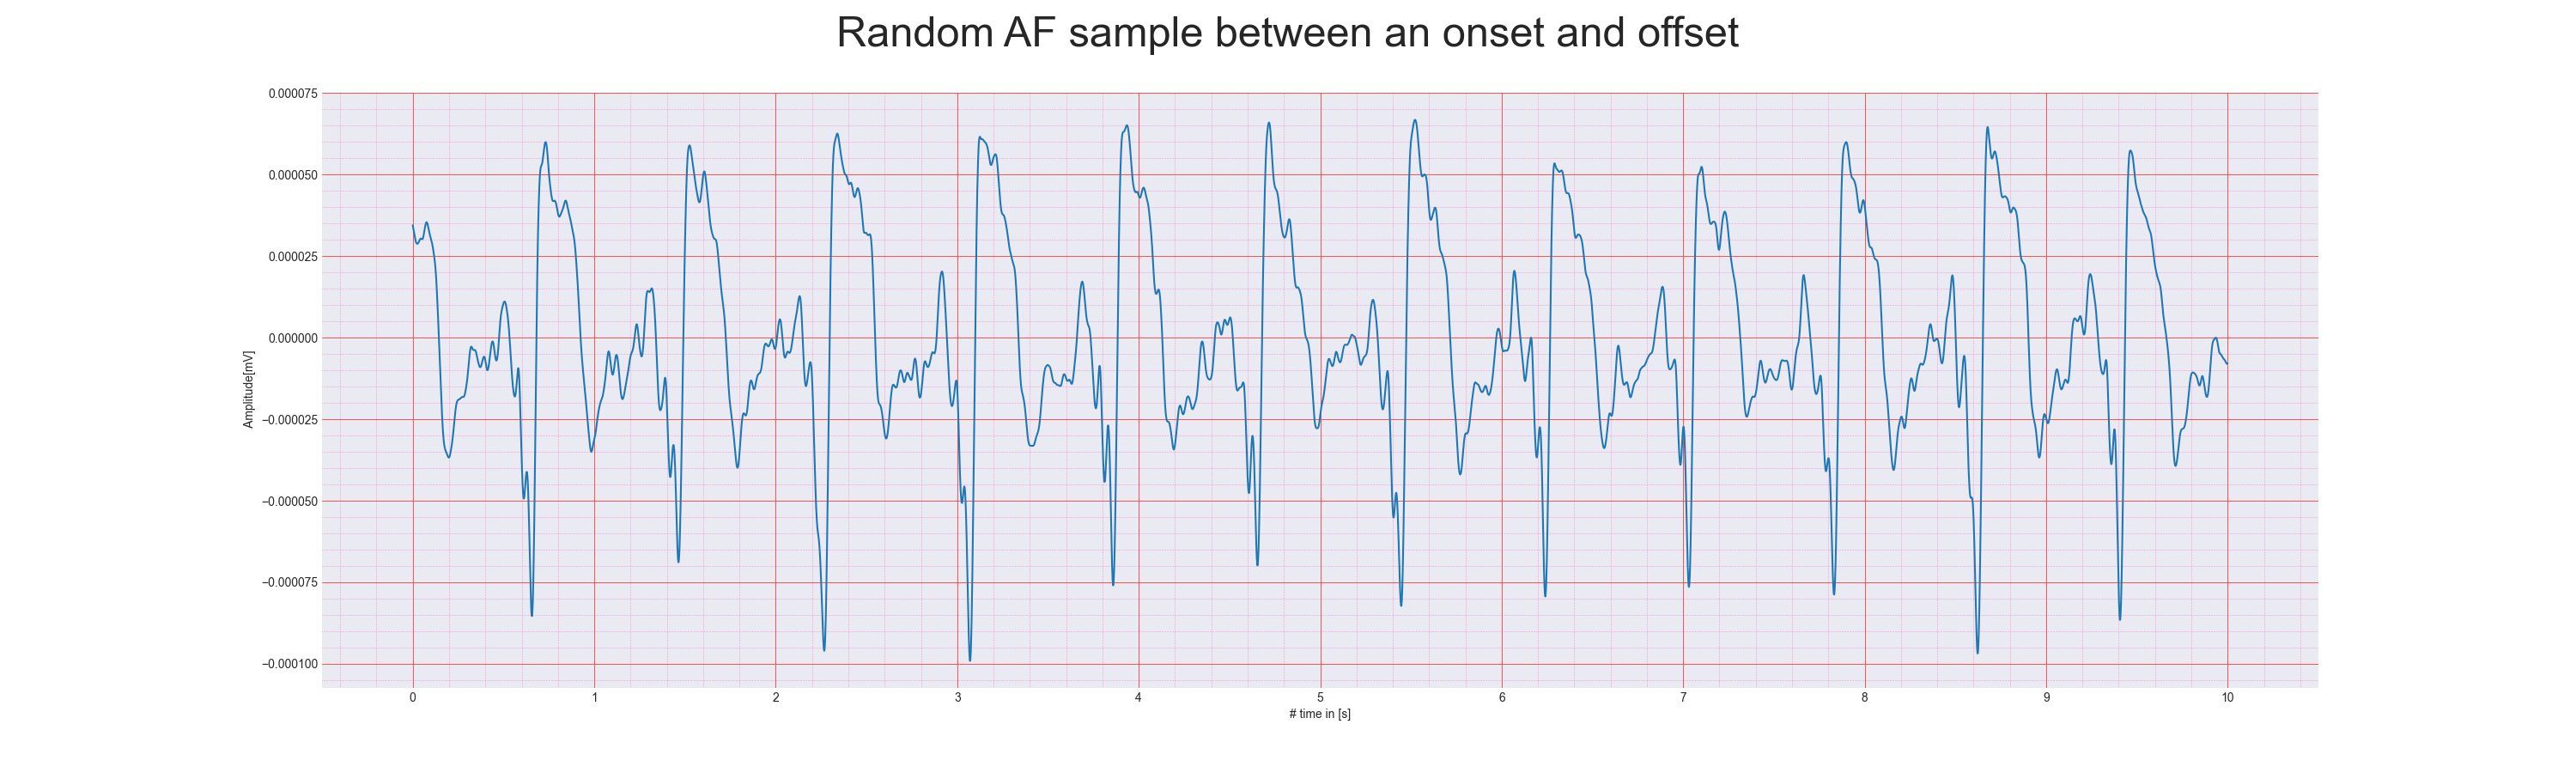 Random AF sample between an onset and offset
0.000075
0.000050
0.000025
0.000000
−0.000025
−0.000050
−0.000075
−0.000100
Amplitude[mV]
0 1 2 3 4 5 6 7 8 9 10
# time in [s]